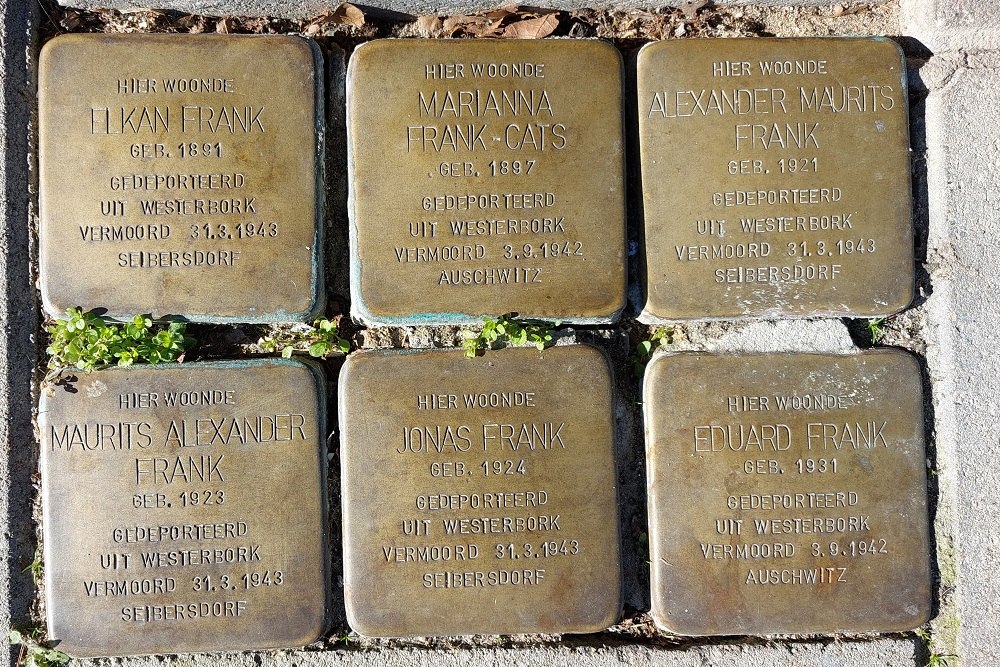 HIER WOONDE
ELKAN FRANK
GEB. 1891
GEDEPORTEERD
UIT WESTERBORK
VERMOORD 31.3.1943
SEIBERSDORF
HIER WOONDE
MARIANNA
FRANK-CATS
GEB. 1897
GEDEPORTEERD
UIT WESTERBORK
VERMOORD 3.9.1942
AUSCHWITZ
HIER WOONDE
ALEXANDER MAURITS
FRANK
GEB. 1921
GEDEPORTEERD
UIT WESTERBORK
VERMOORD 31.3.1943
SEIBERSDORF
HIER WOONDE
MAURITS ALEXANDER
FRANK
GEB. 1923
GEDEPORTEERD
UIT WESTERBORK
VERMOORD 31.3.1943
SEIBERSDORF
HIER WOONDE
JONAS FRANK
GEB. 1924
GEDEPORTEERD
UIT WESTERBORK
VERMOORD 31.3.1943
SEIBERSDORF
HIER WOONDE
EDUARD FRANK
GEB. 1931
GEDEPORTEERD
UIT WESTERBORK
VERMOORD 3.9.1942
AUSCHWITZ